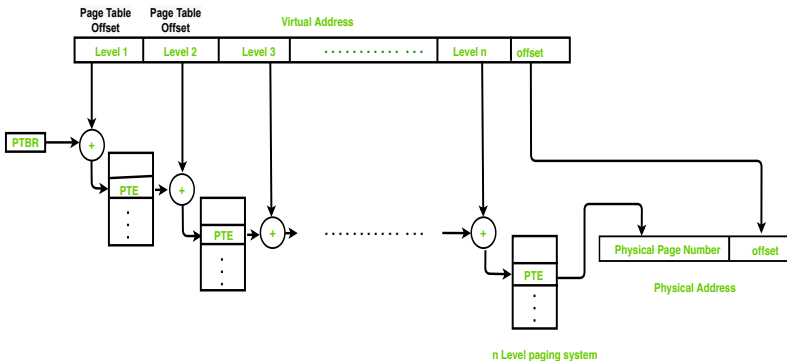 Page Table Offset
Page Table Offset
Virtual Address
Level 1
Level 2
Level 3
. . . . . . . . . . . . .
Level n
offset
PTBR
+
PTE
+
PTE
+
. . . . . . . . . . . . .
+
PTE
Physical Page Number
offset
Physical Address
n Level paging system